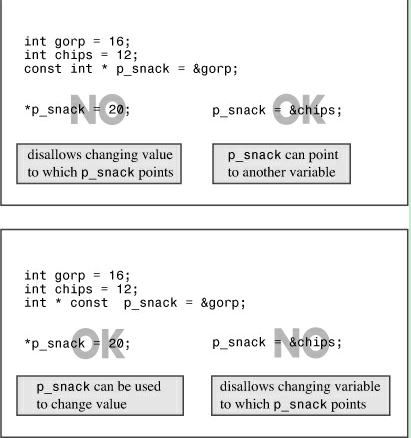 int gorp = 16;
int chips = 12;
const int * p_snack = &gorp;
*p_snack = 20; NO
p_snack = &chips; OK
disallows changing value
to which p_snack points
p_snack can point
to another variable
int gorp = 16;
int chips = 12;
int * const  p_snack = &gorp;
*p_snack = 20; OK
p_snack = &chips; NO
p_snack can be used
to change value
disallows changing variable
to which p_snack points